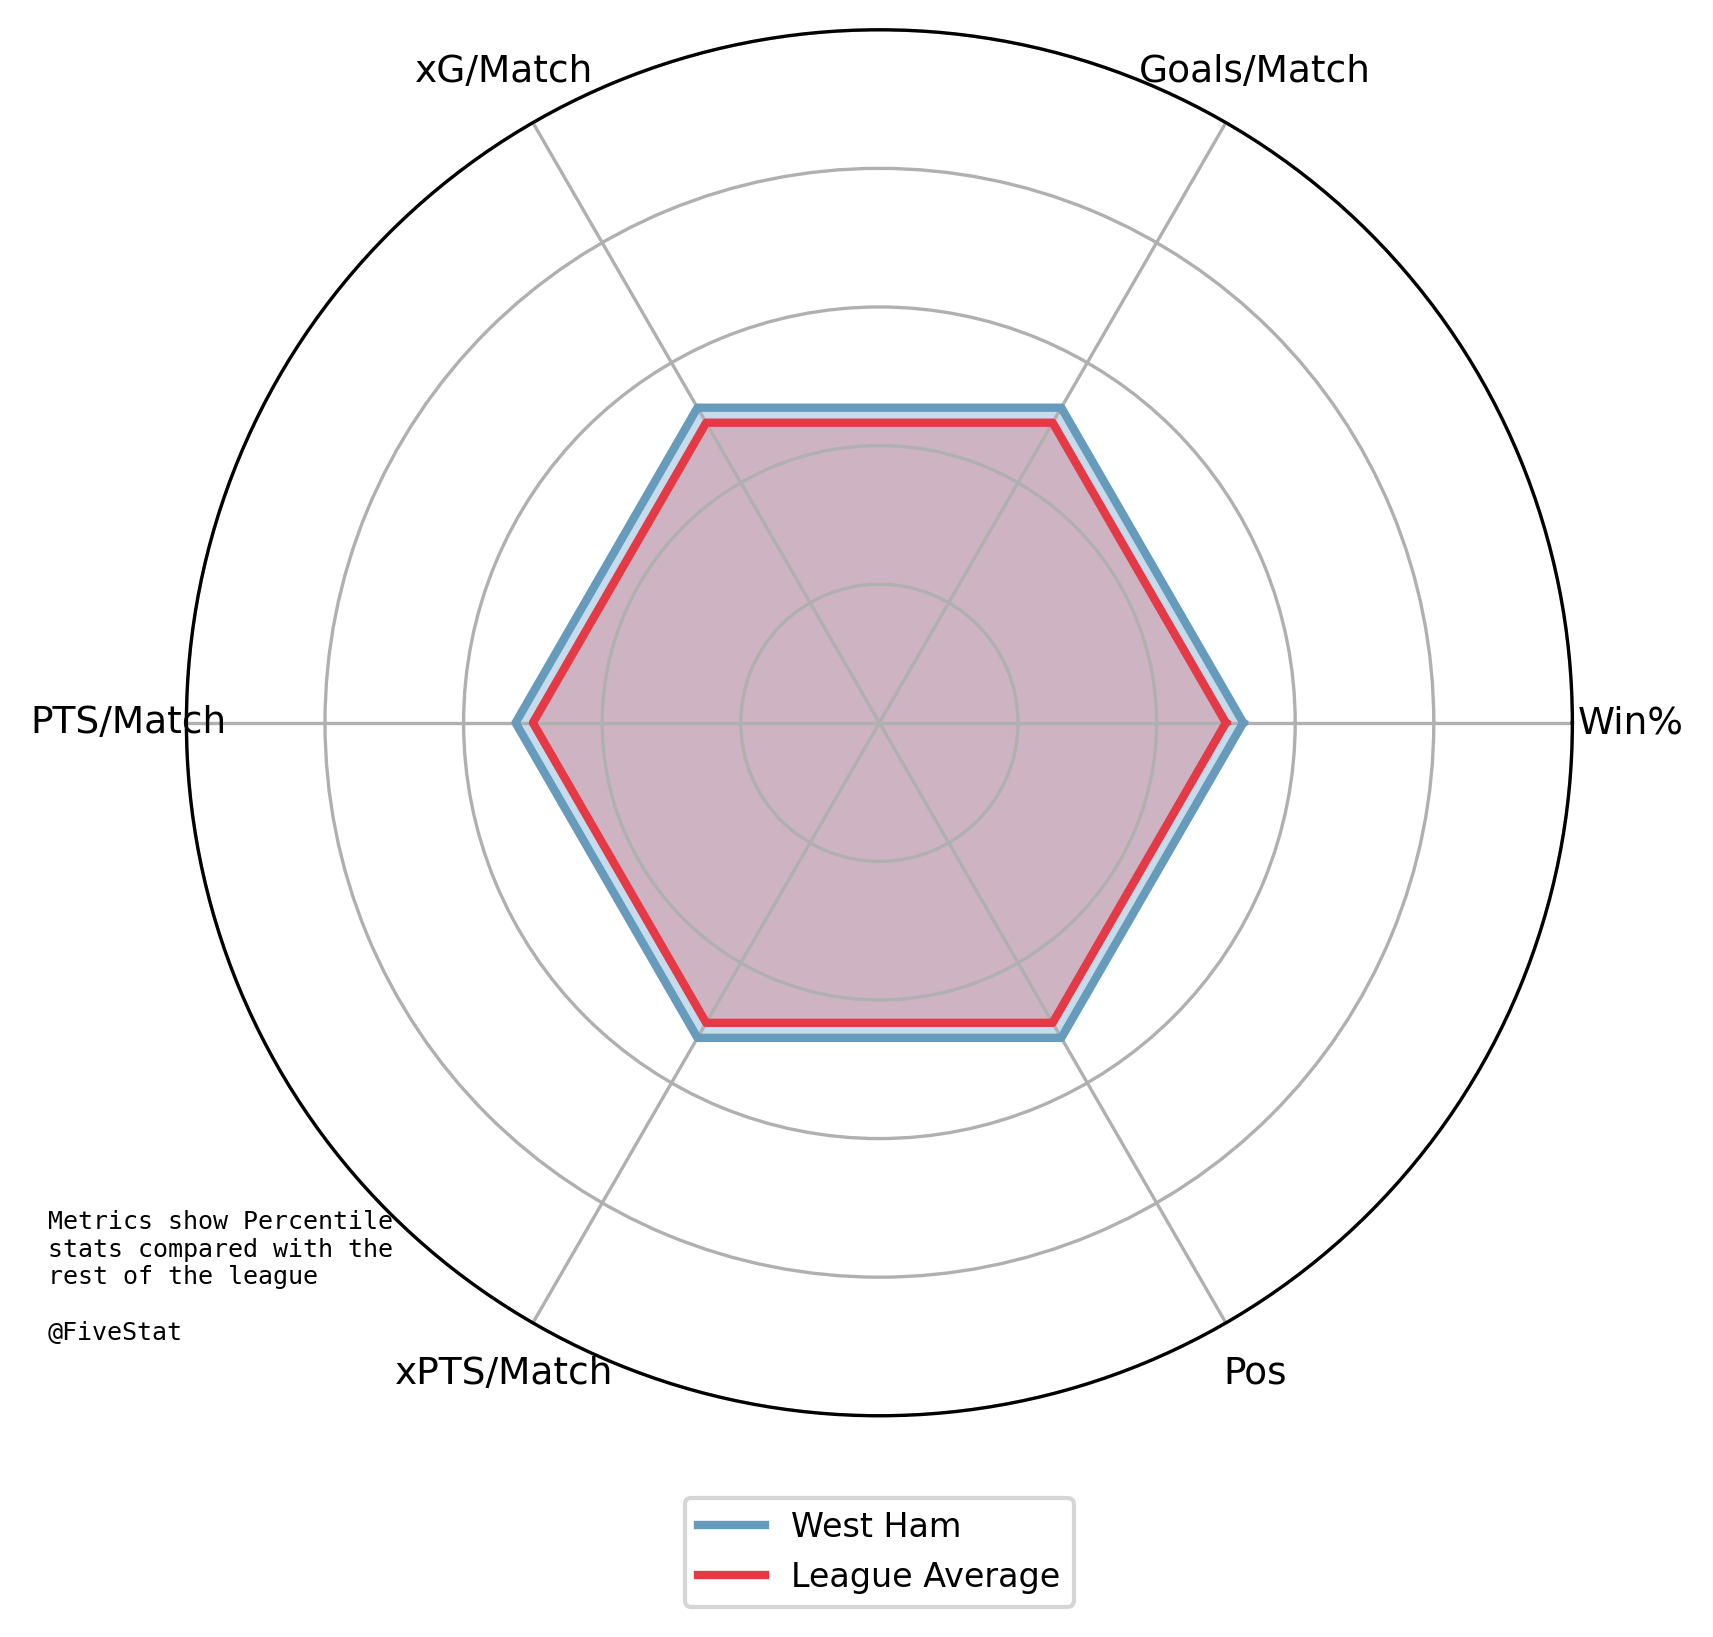 xG/Match
Goals/Match
PTS/Match
Win%
Metrics show Percentile
stats compared with the
rest of the league
@FiveStat
xPTS/Match
Pos
West Ham
League Average